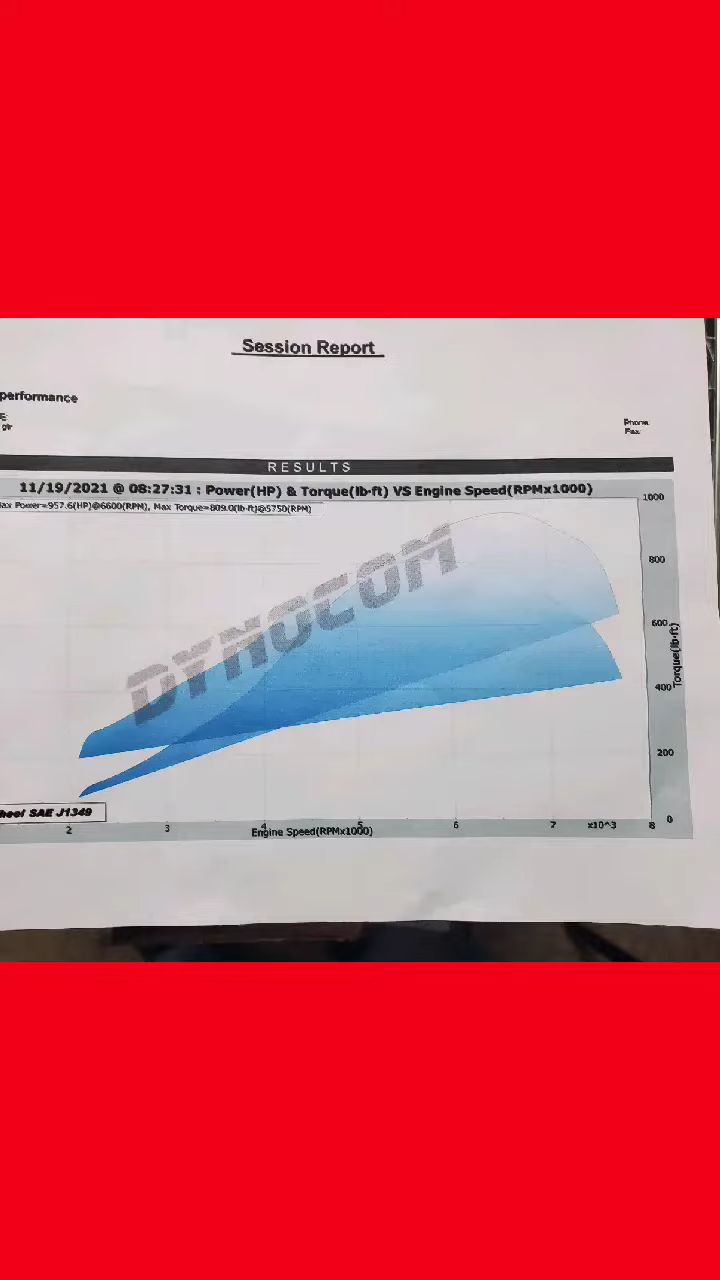 Session Report
performance
E:
Phone:
Fax:
RESULTS
11/19/2021 @ 08:27:31 : Power(HP) & Torque(lb·ft) VS Engine Speed(RPMx1000)
ax Power=957.6(HP)@6600(RPM), Max Torque=809.0(lb·ft)@5750(RPM)
1000
800
600
400
200
0
Torque(lb·ft)
DYNOCOM
heel SAE J1349
2 3 4 5 6 7 x10^3 8
Engine Speed(RPMx1000)